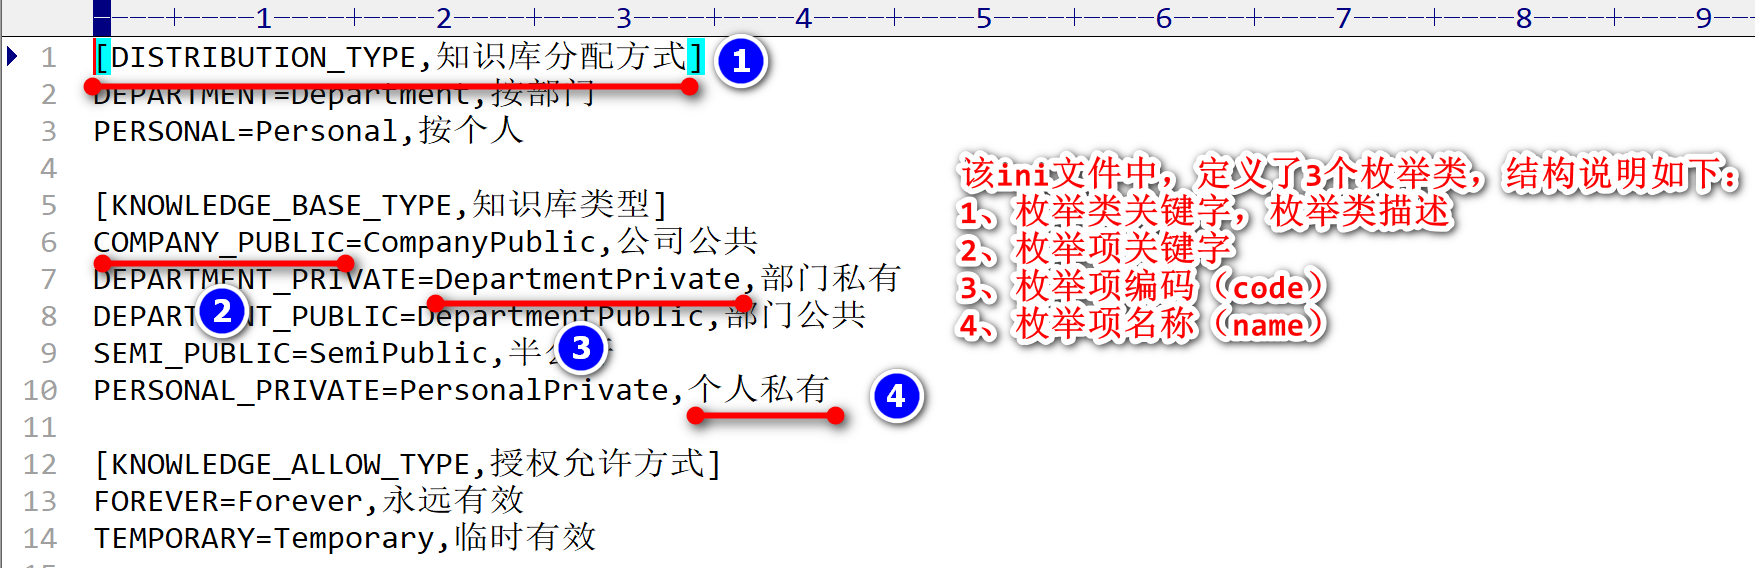 1 2 3 4 5 6 7 8 9
1 [DISTRIBUTION_TYPE,知识库分配方式] 1
2 DEPARTMENT=Department,按部门
3 PERSONAL=Personal,按个人
4
5 [KNOWLEDGE_BASE_TYPE,知识库类型]
6 COMPANY_PUBLIC=CompanyPublic,公司公共
7 DEPARTMENT_PRIVATE=DepartmentPrivate,部门私有
2
8 DEPARTMENT_PUBLIC=DepartmentPublic,部门公共
9 SEMI_PUBLIC=SemiPublic,半公开
3
10 PERSONAL_PRIVATE=PersonalPrivate,个人私有
4
11
12 [KNOWLEDGE_ALLOW_TYPE,授权允许方式]
13 FOREVER=Forever,永远有效
14 TEMPORARY=Temporary,临时有效
该ini文件中，定义了3个枚举类，结构说明如下：
1、枚举类关键字，枚举类描述
2、枚举项关键字
3、枚举项编码（code）
4、枚举项名称（name）